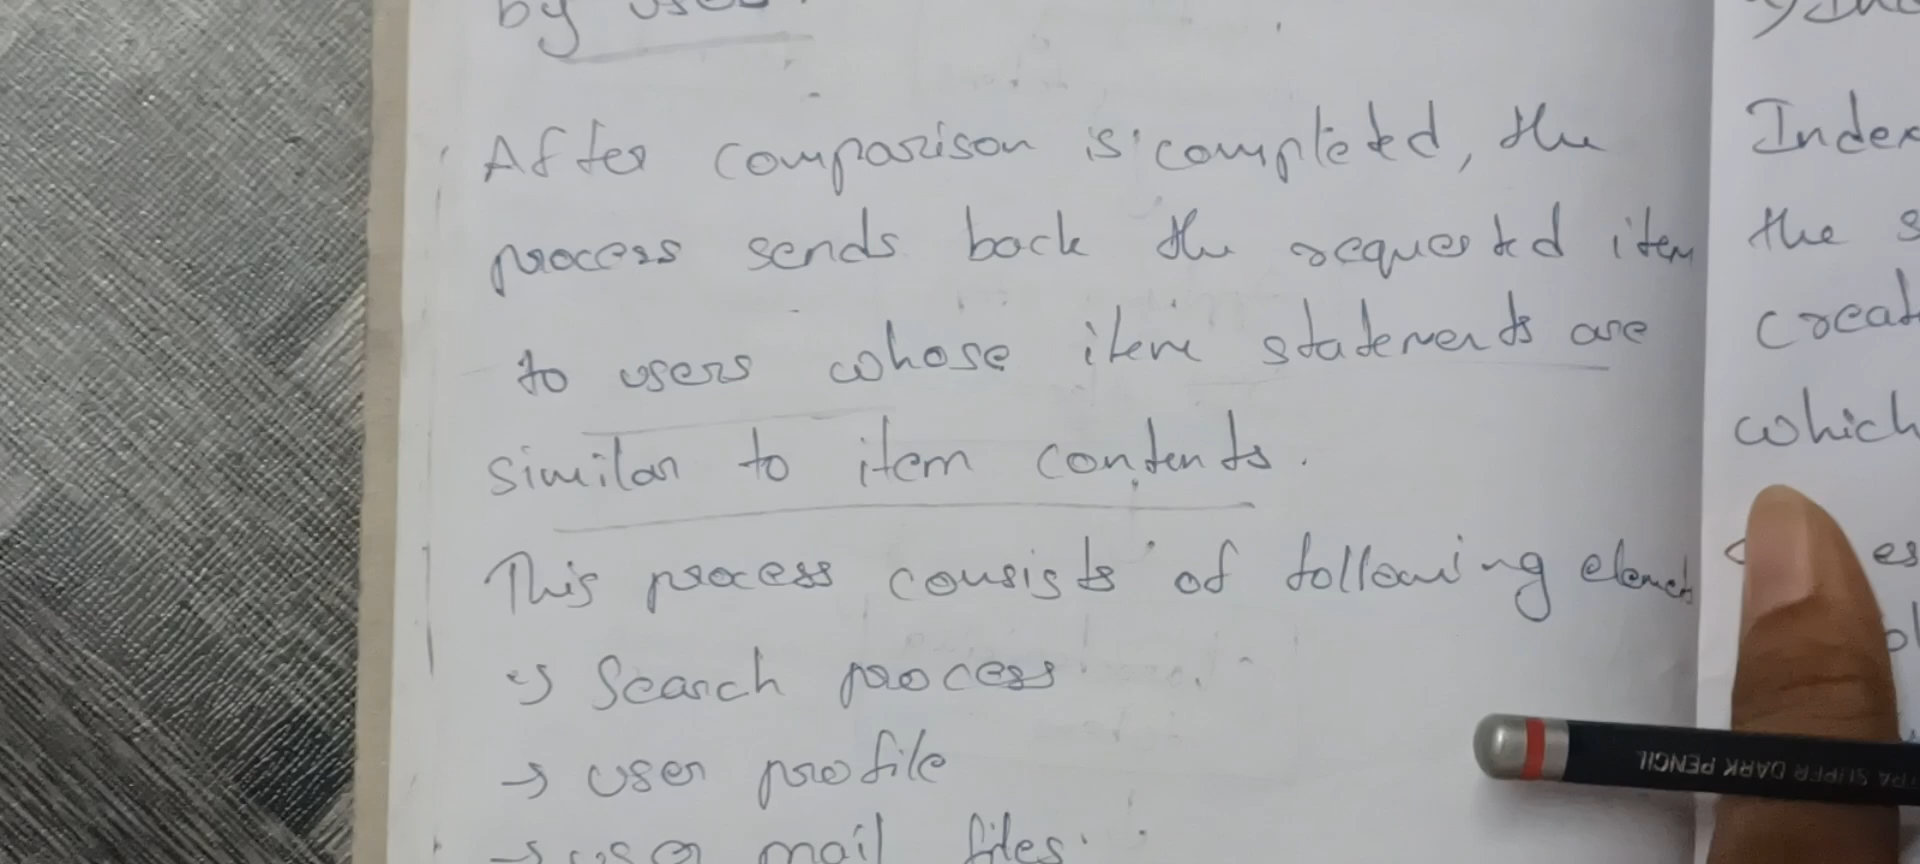 by user.
After comparison is completed, the
process sends back the requested item
to users whose item statements are
similar to item contents.
This process consists of following elements
→ Search process
→ user profile
→ user mail files.
Index
the s
creat
which
es
SUPER DARK PENCIL